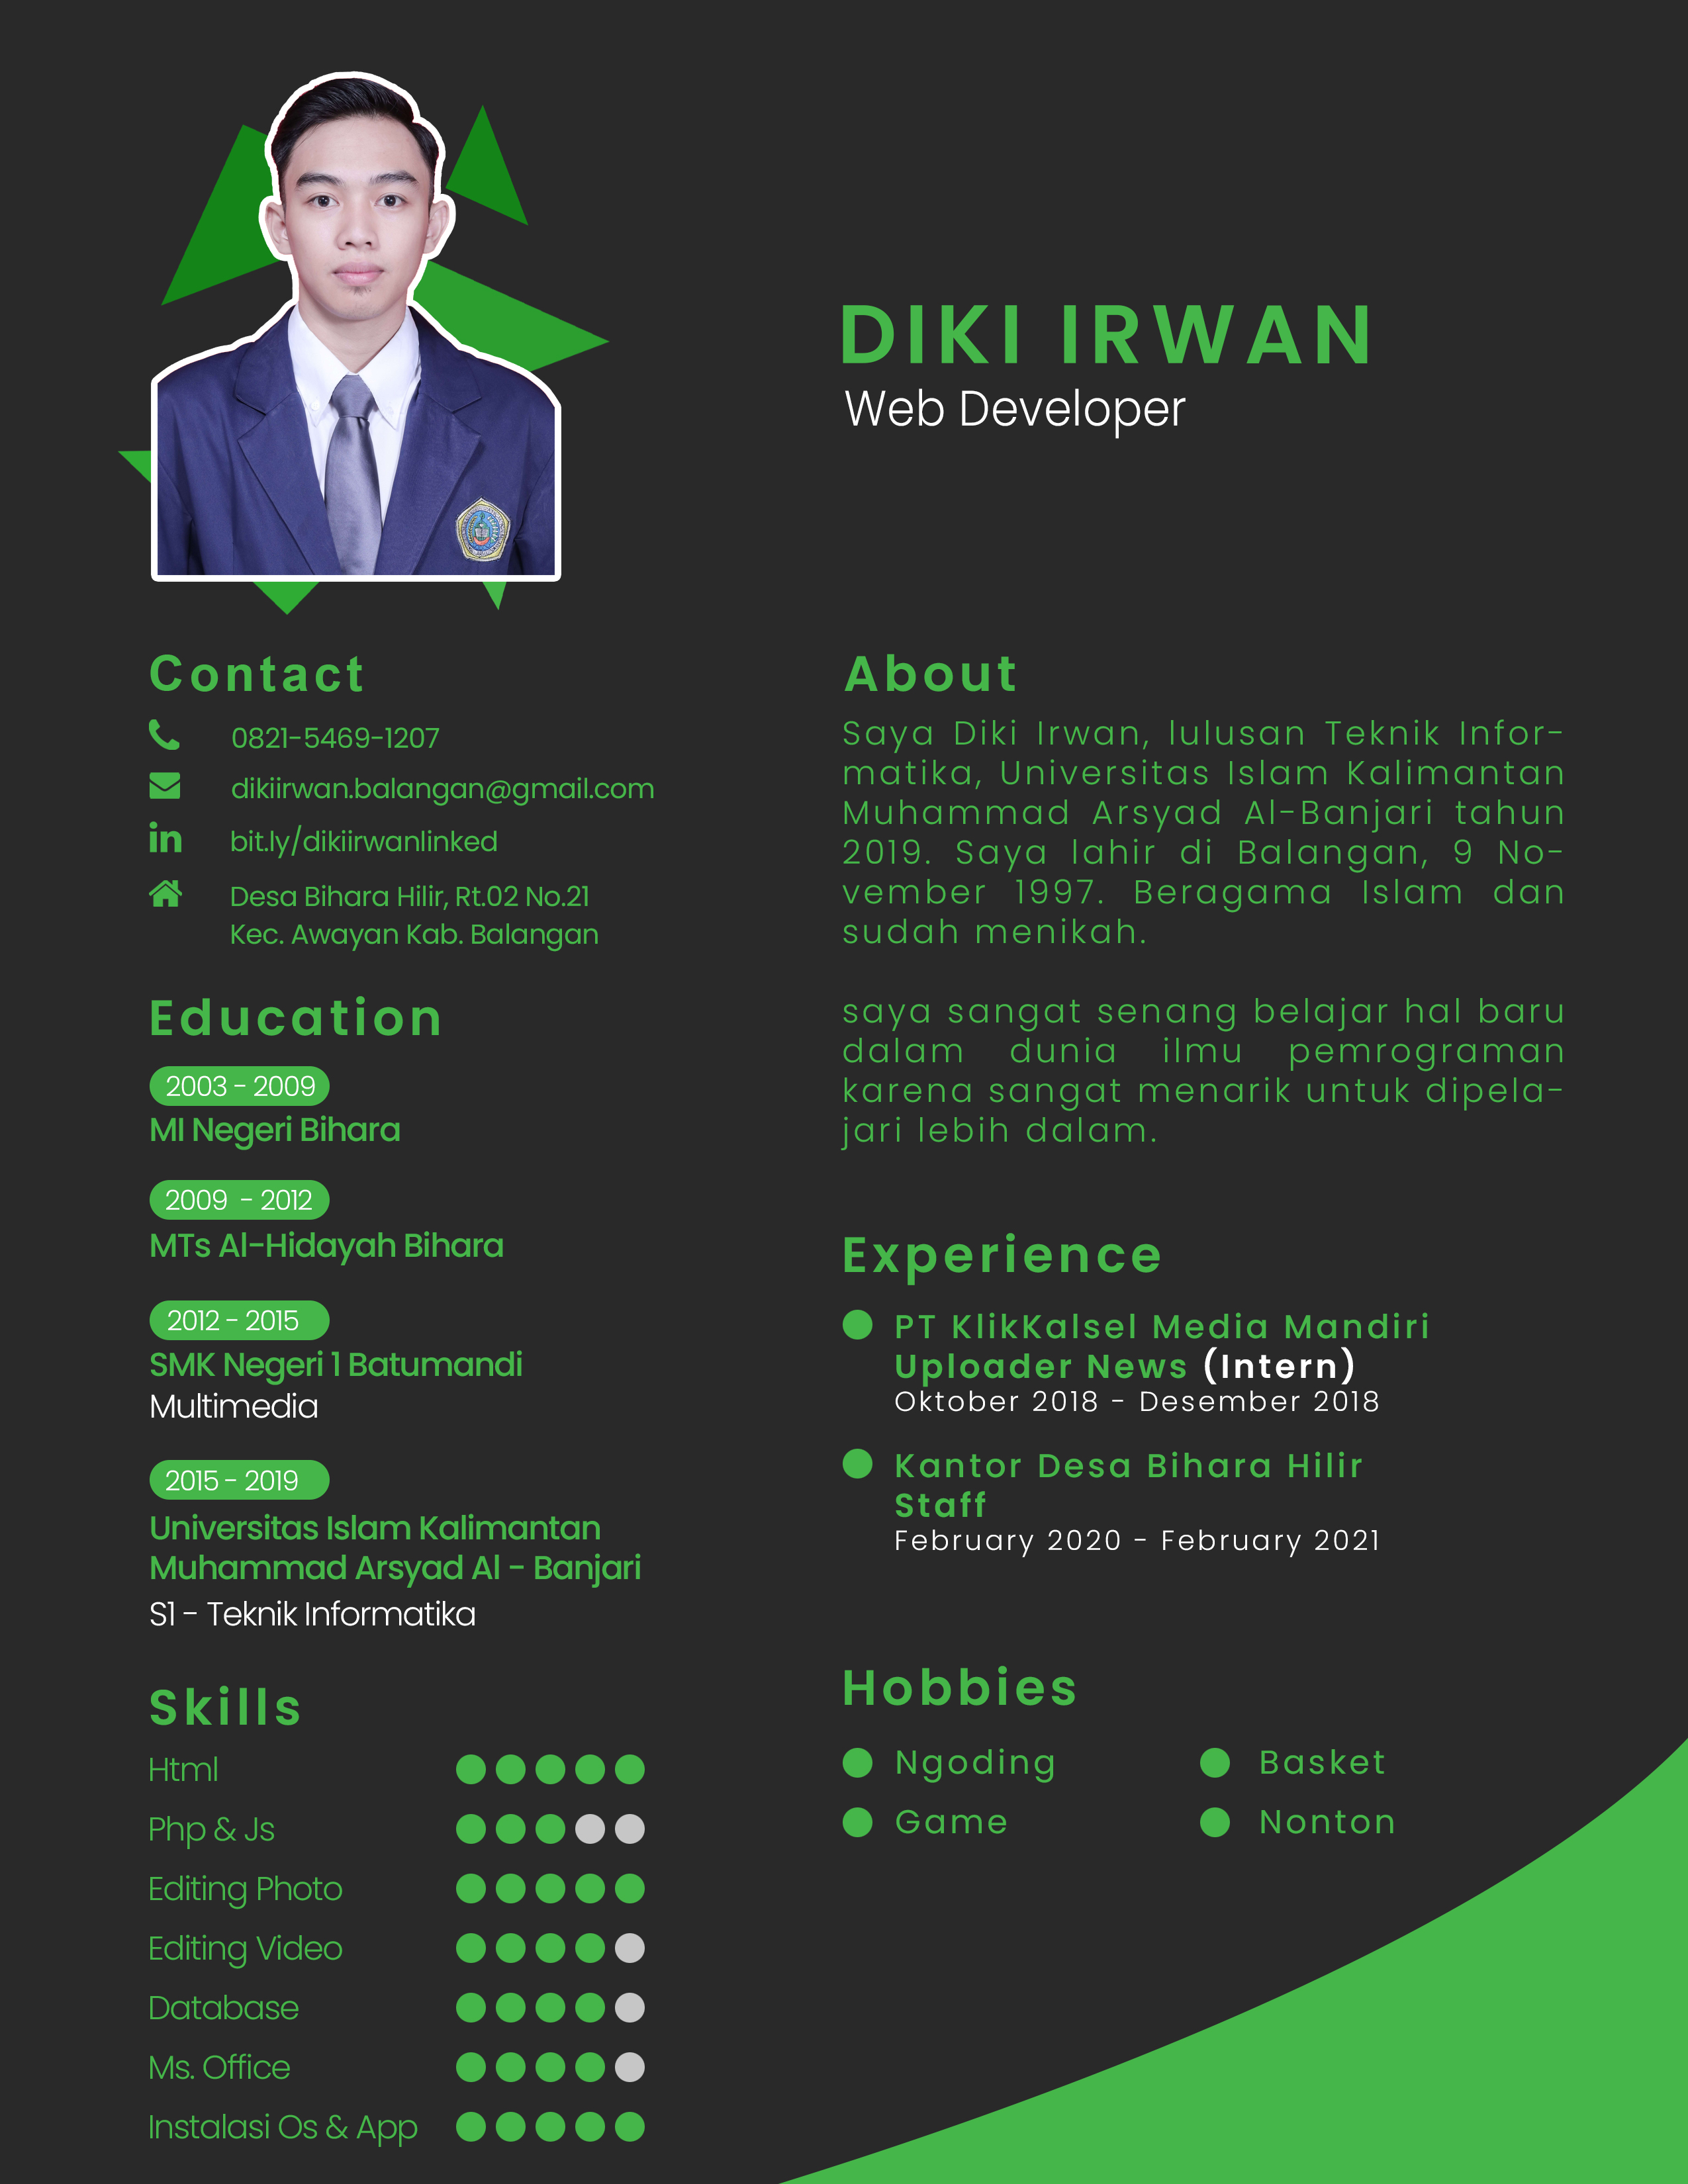 DIKI IRWAN
Web Developer
Contact
0821-5469-1207
dikiirwan.balangan@gmail.com
bit.ly/dikiirwanlinked
Desa Bihara Hilir, Rt.02 No.21
Kec. Awayan Kab. Balangan
Education
2003 - 2009
MI Negeri Bihara
2009 - 2012
MTs Al-Hidayah Bihara
2012 - 2015
SMK Negeri 1 Batumandi
Multimedia
2015 - 2019
Universitas Islam Kalimantan
Muhammad Arsyad Al - Banjari
S1 - Teknik Informatika
Skills
Html
Php & Js
Editing Photo
Editing Video
Database
Ms. Office
Instalasi Os & App
About
Saya Diki Irwan, lulusan Teknik Infor-
matika, Universitas Islam Kalimantan
Muhammad Arsyad Al-Banjari tahun
2019. Saya lahir di Balangan, 9 No-
vember 1997. Beragama Islam dan
sudah menikah.
saya sangat senang belajar hal baru
dalam dunia ilmu pemrograman
karena sangat menarik untuk dipela-
jari lebih dalam.
Experience
PT KlikKalsel Media Mandiri
Uploader News (Intern)
Oktober 2018 - Desember 2018
Kantor Desa Bihara Hilir
Staff
February 2020 - February 2021
Hobbies
Ngoding
Basket
Game
Nonton